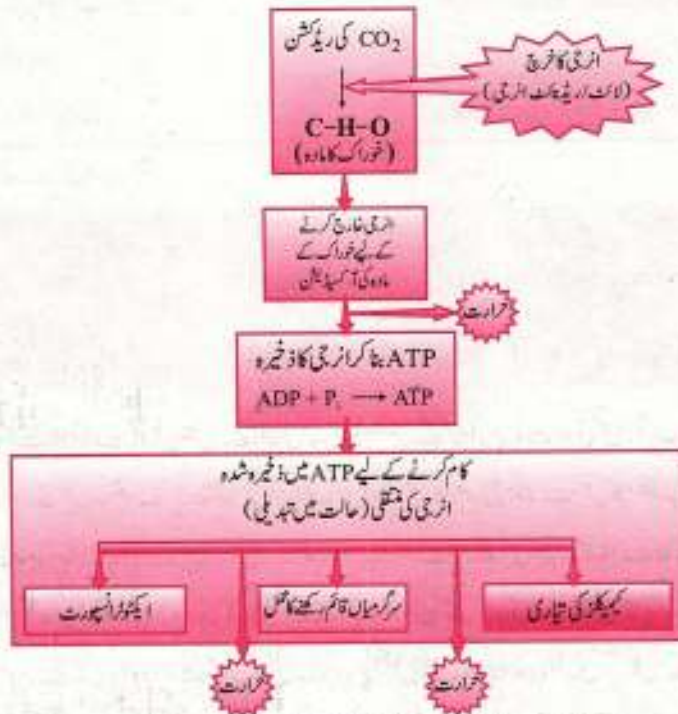 CO₂ کی ریڈکشن
C-H-O
(خوراک کا مادہ)
انرجی کا خرچ
(لائٹ/ریڈیئنٹ انرجی)
انرجی خارج کرنے
کے لیے خوراک کے
مادہ کی آکسیڈیشن
حرارت
ATP بنا کر انرجی کا ذخیرہ
ADP + Pᵢ → ATP
کام کرنے کے لیے ATP میں ذخیرہ شدہ
انرجی کی منتقلی (حالت میں تبدیلی)
کیمیکلز کی تیاری
سرگرمیاں قائم رکھنے کا عمل
ایکٹو ٹرانسپورٹ
حرارت
حرارت